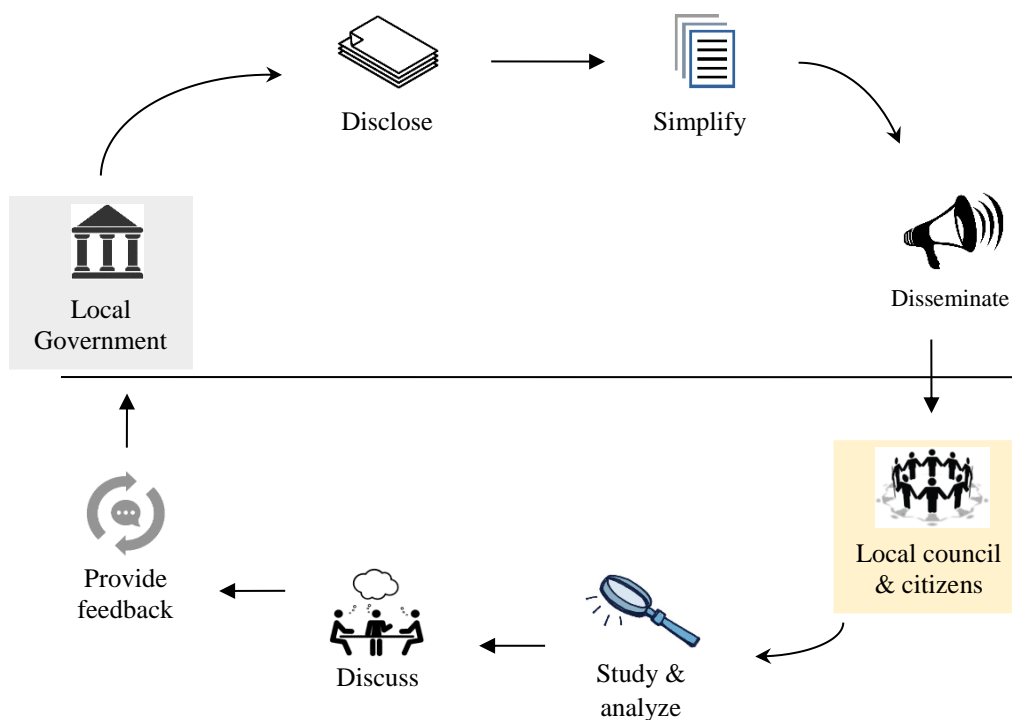 Disclose
Simplify
Disseminate
Local
Government
Local council
& citizens
Provide
feedback
Discuss
Study &
analyze